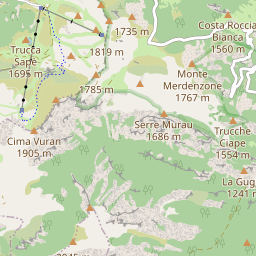 1735 m
Costa Roccia
Bianca
1560 m
Trucca
Sapè
1695 m
1819 m
Monte
Merdenzone
1767 m
1785 m
Serre Murau
1686 m
Trucche
Ciape
1554 m
Cima Vuran
1905 m
La Gug
1241 m